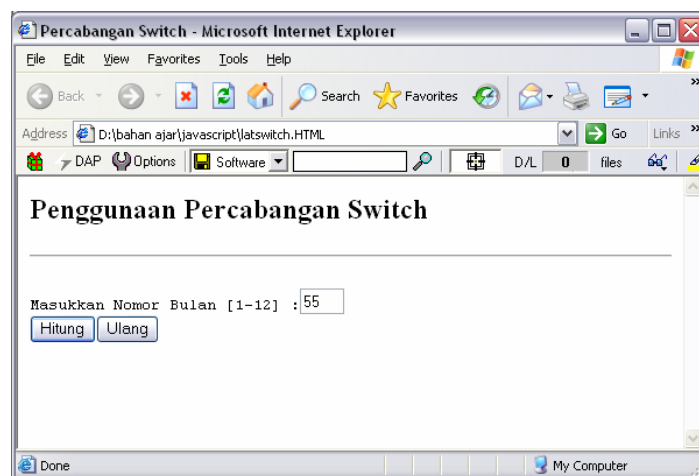 Percabangan Switch - Microsoft Internet Explorer
File Edit View Favorites Tools Help
Back Search Favorites »
Address D:\bahan ajar\javascript\latswitch.HTML Go Links »
DAP Options Software D/L 0 files
Penggunaan Percabangan Switch
Masukkan Nomor Bulan [1-12] : 55
Hitung Ulang
Done My Computer